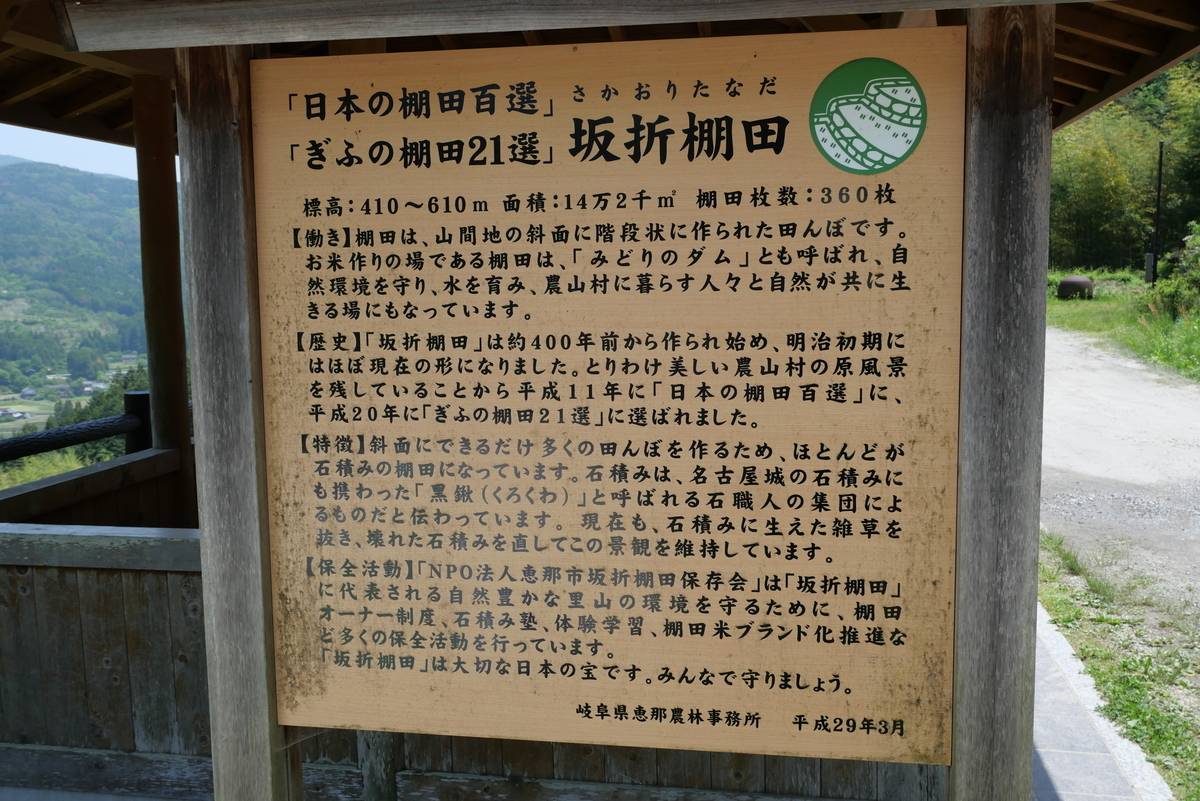 「日本の棚田百選」
「ぎふの棚田21選」
さかおりたなだ
坂折棚田
標高：410～610m 面積：14万2千㎡ 棚田枚数：360枚
【働き】棚田は、山間地の斜面に階段状に作られた田んぼです。
お米作りの場である棚田は、「みどりのダム」とも呼ばれ、自
然環境を守り、水を育み、農山村に暮らす人々と自然が共に生
きる場にもなっています。
【歴史】「坂折棚田」は約400年前から作られ始め、明治初期に
はほぼ現在の形になりました。とりわけ美しい農山村の原風景
を残していることから平成11年に「日本の棚田百選」に、
平成20年に「ぎふの棚田21選」に選ばれました。
【特徴】斜面にできるだけ多くの田んぼを作るため、ほとんどが
石積みの棚田になっています。石積みは、名古屋城の石積みに
も携わった「黒鍬（くろくわ）」と呼ばれる石職人の集団によ
るものだと伝わっています。 現在も、石積みに生えた雑草を
抜き、壊れた石積みを直してこの景観を維持しています。
【保全活動】「NPO法人恵那市坂折棚田保存会」は「坂折棚田」
に代表される自然豊かな里山の環境を守るために、棚田
オーナー制度、石積み塾、体験学習、棚田米ブランド化推進な
ど多くの保全活動を行っています。
「坂折棚田」は大切な日本の宝です。みんなで守りましょう。
岐阜県恵那農林事務所 平成29年3月